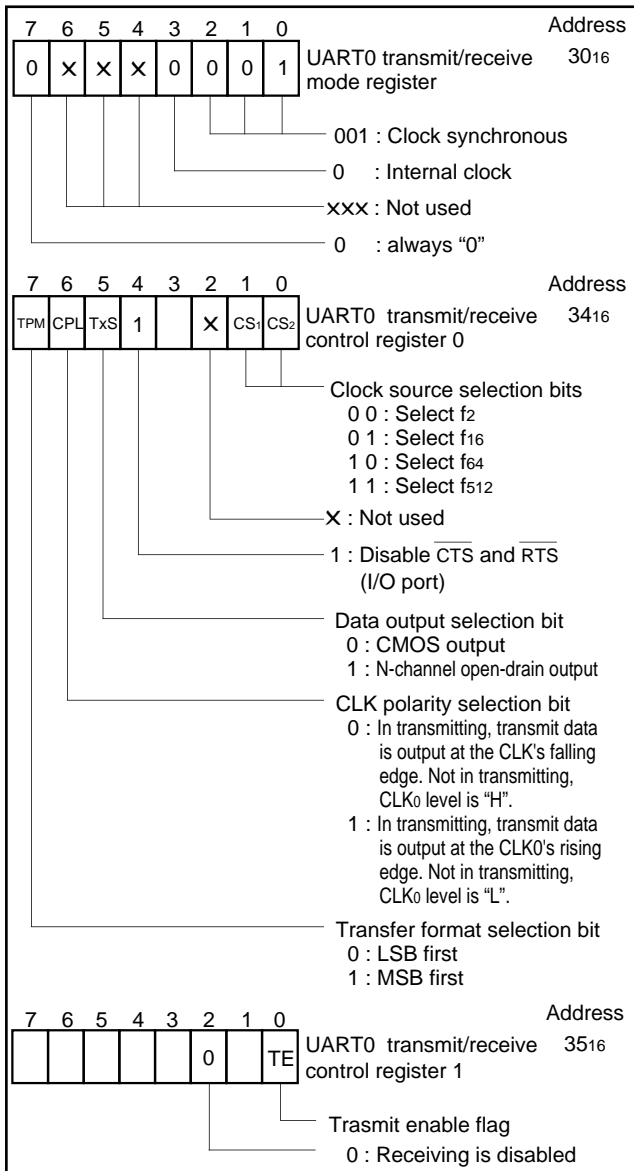 7 6 5 4 3 2 1 0 Address
0 × × × 0 0 0 1 UART0 transmit/receive 3016
mode register
001 : Clock synchronous
0 : Internal clock
××× : Not used
0 : always “0”
7 6 5 4 3 2 1 0 Address
TPM CPL TxS 1 × CS1 CS2 UART0 transmit/receive 3416
control register 0
Clock source selection bits
0 0 : Select f2
0 1 : Select f16
1 0 : Select f64
1 1 : Select f512
× : Not used
1 : Disable CTS and RTS
(I/O port)
Data output selection bit
0 : CMOS output
1 : N-channel open-drain output
CLK polarity selection bit
0 : In transmitting, transmit data
is output at the CLK's falling
edge. Not in transmitting,
CLK0 level is “H”.
1 : In transmitting, transmit data
is output at the CLK0's rising
edge. Not in transmitting,
CLK0 level is “L”.
Transfer format selection bit
0 : LSB first
1 : MSB first
7 6 5 4 3 2 1 0 Address
0 TE UART0 transmit/receive 3516
control register 1
Trasmit enable flag
0 : Receiving is disabled